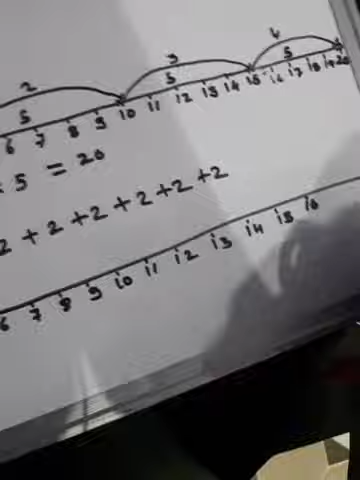 2 3 4
5 5 5
6 7 8 9 10 11 12 13 14 15 16 17 18 19 20
5 = 20
2 + 2 + 2 + 2 + 2 + 2
6 7 8 9 10 11 12 13 14 15 16